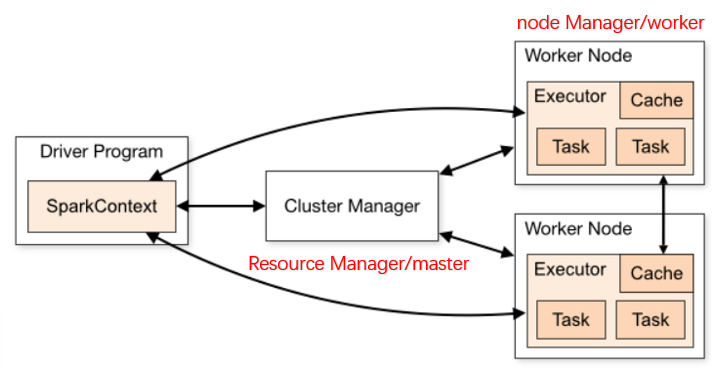 node Manager/worker
Worker Node
Executor
Cache
Task
Task
Driver Program
SparkContext
Cluster Manager
Resource Manager/master
Worker Node
Executor
Cache
Task
Task